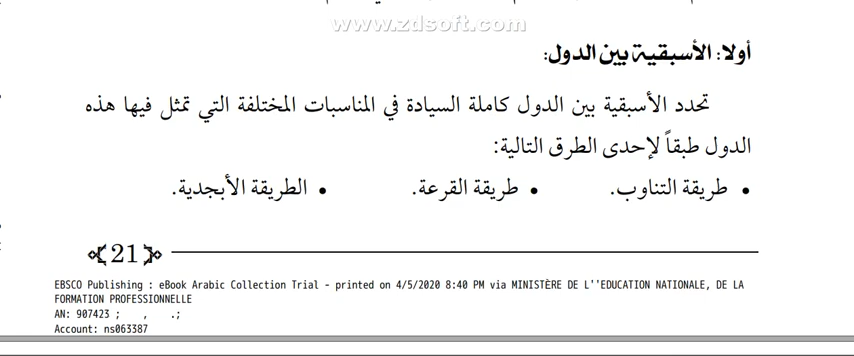 www.zdsoft.com
أولا: الأسبقية بين الدول:
تحدد الأسبقية بين الدول كاملة السيادة في المناسبات المختلفة التي تمثل فيها هذه
الدول طبقاً لإحدى الطرق التالية:
• طريقة التناوب. • طريقة القرعة. • الطريقة الأبجدية.
21
EBSCO Publishing : eBook Arabic Collection Trial - printed on 4/5/2020 8:40 PM via MINISTÈRE DE L''EDUCATION NATIONALE, DE LA
FORMATION PROFESSIONNELLE
AN: 907423 ; , .;
Account: ns063387